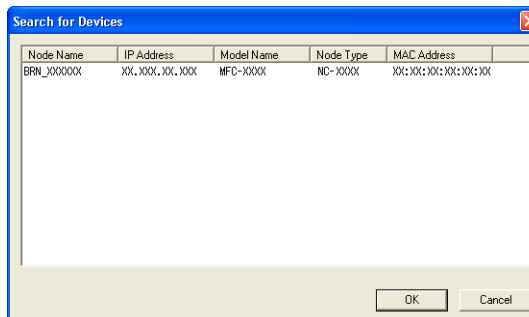 Search for Devices
Node Name IP Address Model Name Node Type MAC Address
BRN_XXXXXX XX.XXX.XX.XXX MFC-XXXX NC-XXXX XX:XX:XX:XX:XX:XX
OK Cancel